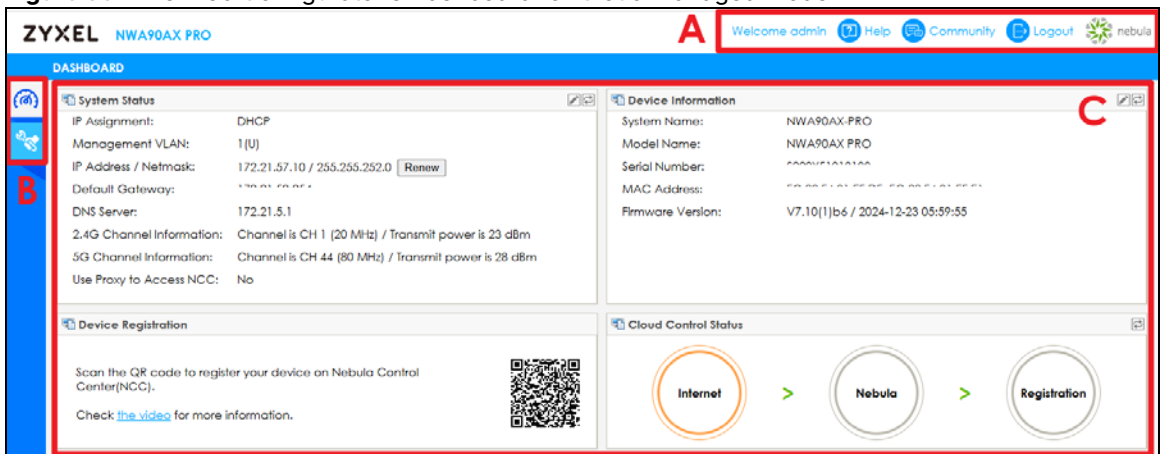 ZYXEL NWA90AX PRO
A
Welcome admin Help Community Logout nebula
DASHBOARD
B
C
System Status
IP Assignment: DHCP
Management VLAN: 1(U)
IP Address / Netmask: 172.21.57.10 / 255.255.252.0 Renew
Default Gateway:
DNS Server: 172.21.5.1
2.4G Channel Information: Channel is CH 1 (20 MHz) / Transmit power is 23 dBm
5G Channel Information: Channel is CH 44 (80 MHz) / Transmit power is 28 dBm
Use Proxy to Access NCC: No
Device Information
System Name: NWA90AX-PRO
Model Name: NWA90AX PRO
Serial Number:
MAC Address:
Firmware Version: V7.10(1)b6 / 2024-12-23 05:59:55
Device Registration
Scan the QR code to register your device on Nebula Control
Center(NCC).
Check the video for more information.
Cloud Control Status
Internet > Nebula > Registration